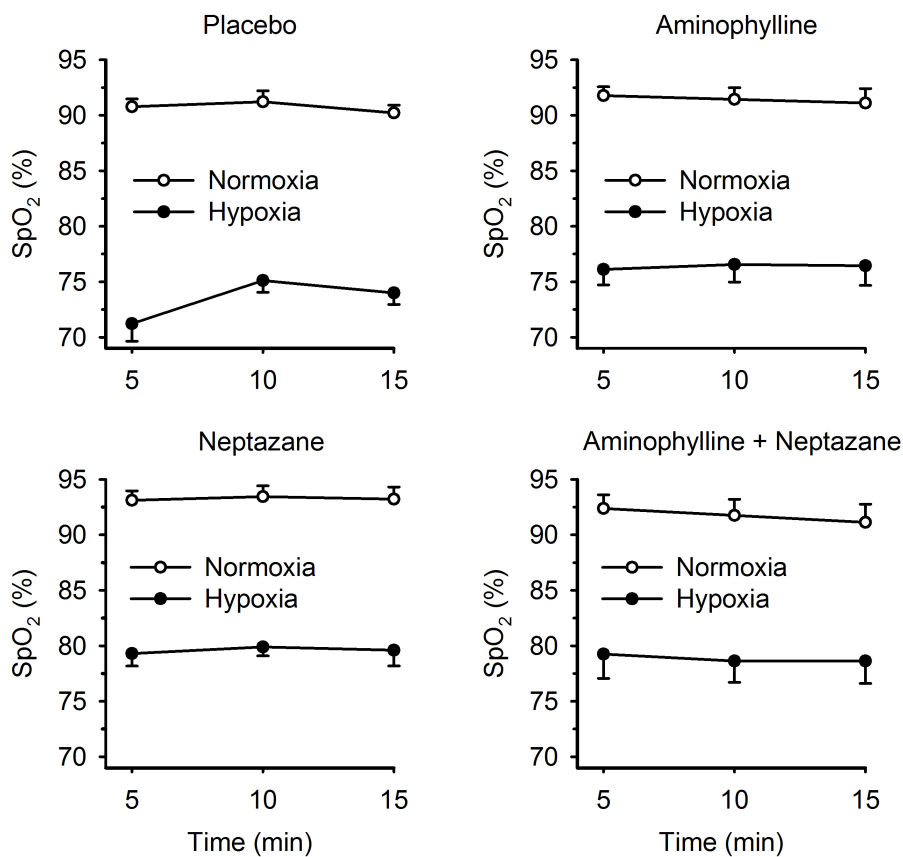 Placebo
95
90
85
80
75
70
SpO₂ (%)
Normoxia
Hypoxia
5 10 15
Aminophylline
95
90
85
80
75
70
SpO₂ (%)
Normoxia
Hypoxia
5 10 15
Neptazane
95
90
85
80
75
70
SpO₂ (%)
Normoxia
Hypoxia
5 10 15
Time (min)
Aminophylline + Neptazane
95
90
85
80
75
70
SpO₂ (%)
Normoxia
Hypoxia
5 10 15
Time (min)